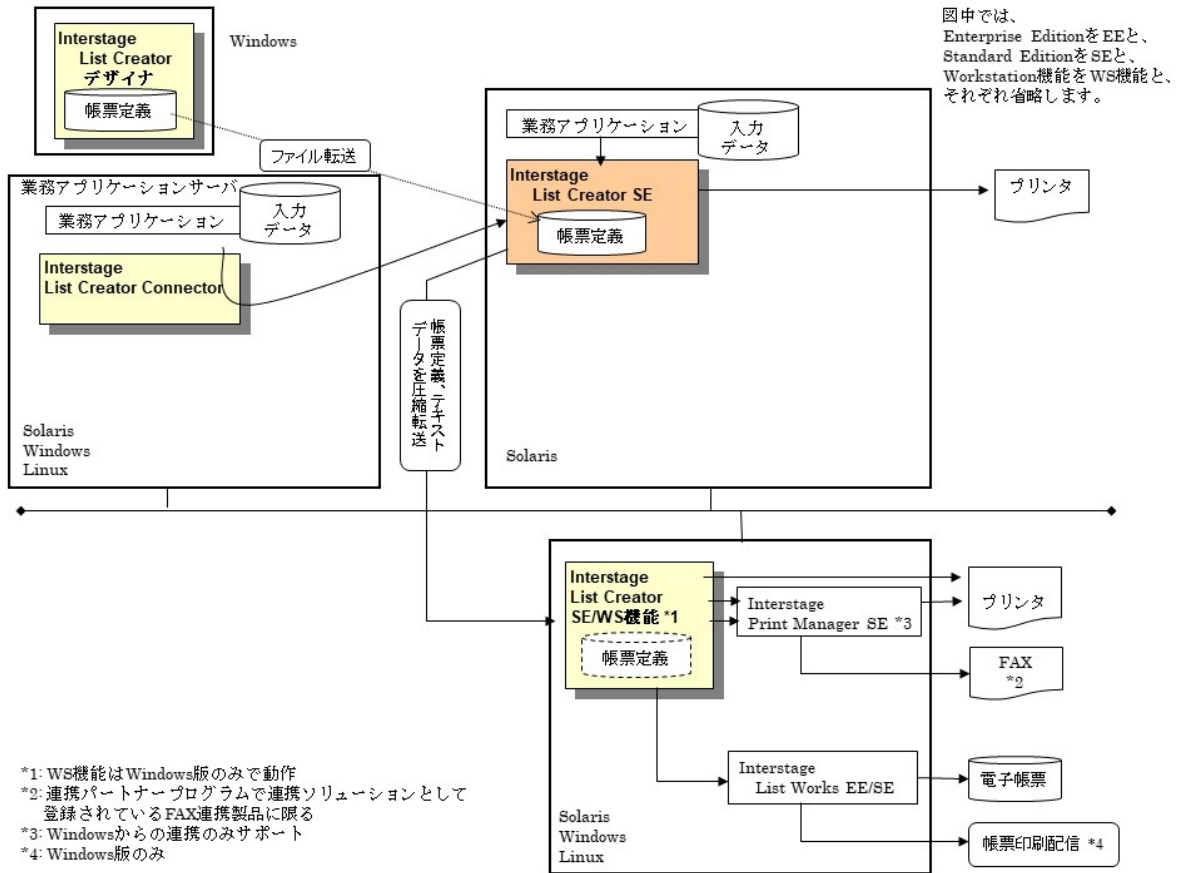 図中では、
Enterprise EditionをEEと、
Standard EditionをSEと、
Workstation機能をWS機能と、
それぞれ省略します。
Interstage
List Creator
デザイナ
帳票定義
Windows
ファイル転送
業務アプリケーションサーバ
業務アプリケーション
入力
データ
Interstage
List Creator Connector
Solaris
Windows
Linux
業務アプリケーション
入力
データ
Interstage
List Creator SE
帳票定義
プリンタ
帳票定義、テキスト
データを圧縮転送
Solaris
Interstage
List Creator
SE/WS機能 *1
帳票定義
Interstage
Print Manager SE *3
プリンタ
FAX
*2
Interstage
List Works EE/SE
電子帳票
帳票印刷配信 *4
Solaris
Windows
Linux
*1: WS機能はWindows版のみで動作
*2: 連携パートナープログラムで連携ソリューションとして
登録されているFAX連携製品に限る
*3: Windowsからの連携のみサポート
*4: Windows版のみ